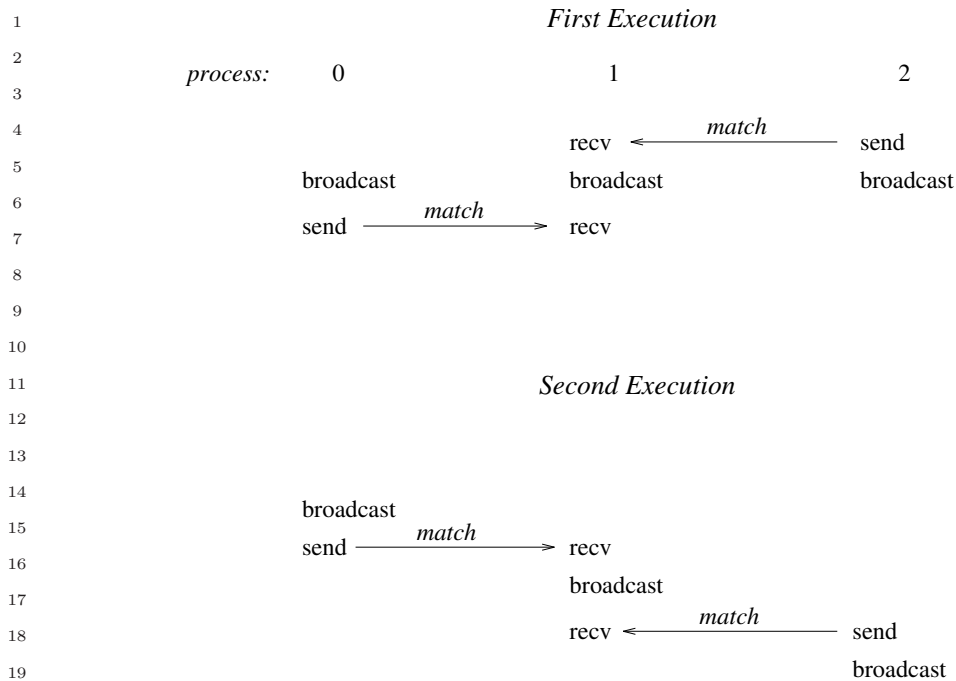 1 First Execution
2
process: 0 1 2
3
4 match
recv send
5
broadcast broadcast broadcast
6
match
send recv
7
8
9
10
11 Second Execution
12
13
14
broadcast
15
match
send recv
16
broadcast
17
match
18 recv send
19 broadcast